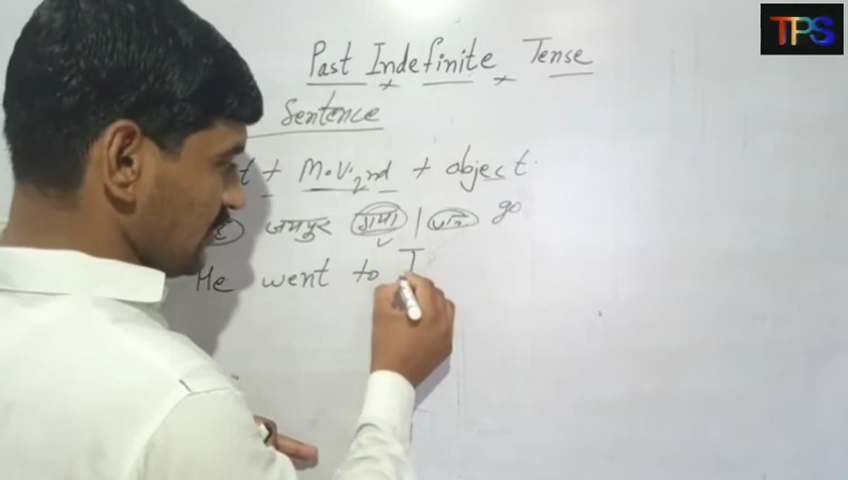 TPS
Past Indefinite Tense
Sentence
t + M.V. 2nd + object.
जयपुर गया | go
He went to J